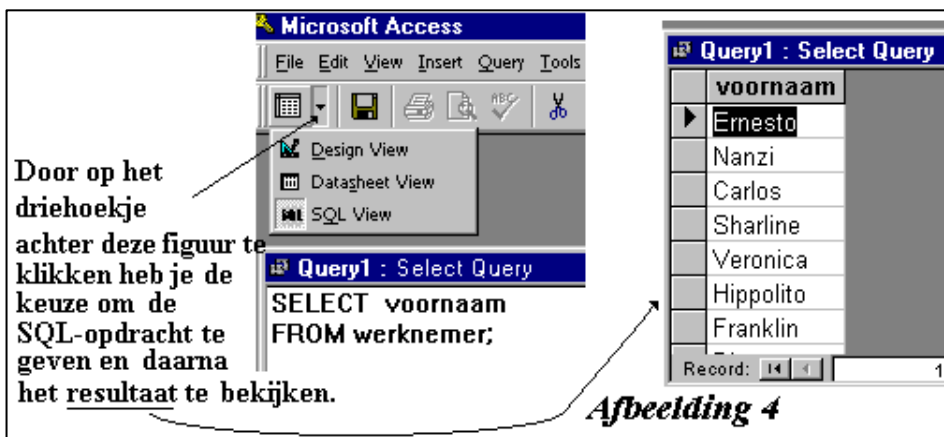 Microsoft Access
File Edit View Insert Query Tools
ABC
Design View
Datasheet View
SQL SQL View
Door op het
driehoekje
achter deze figuur te
klikken heb je de
keuze om de
SQL-opdracht te
geven en daarna
het resultaat te bekijken.
Query1 : Select Query
SELECT voornaam
FROM werknemer;
Query1 : Select Query
voornaam
Ernesto
Nanzi
Carlos
Sharline
Veronica
Hippolito
Franklin
Record: 1
Afbeelding 4